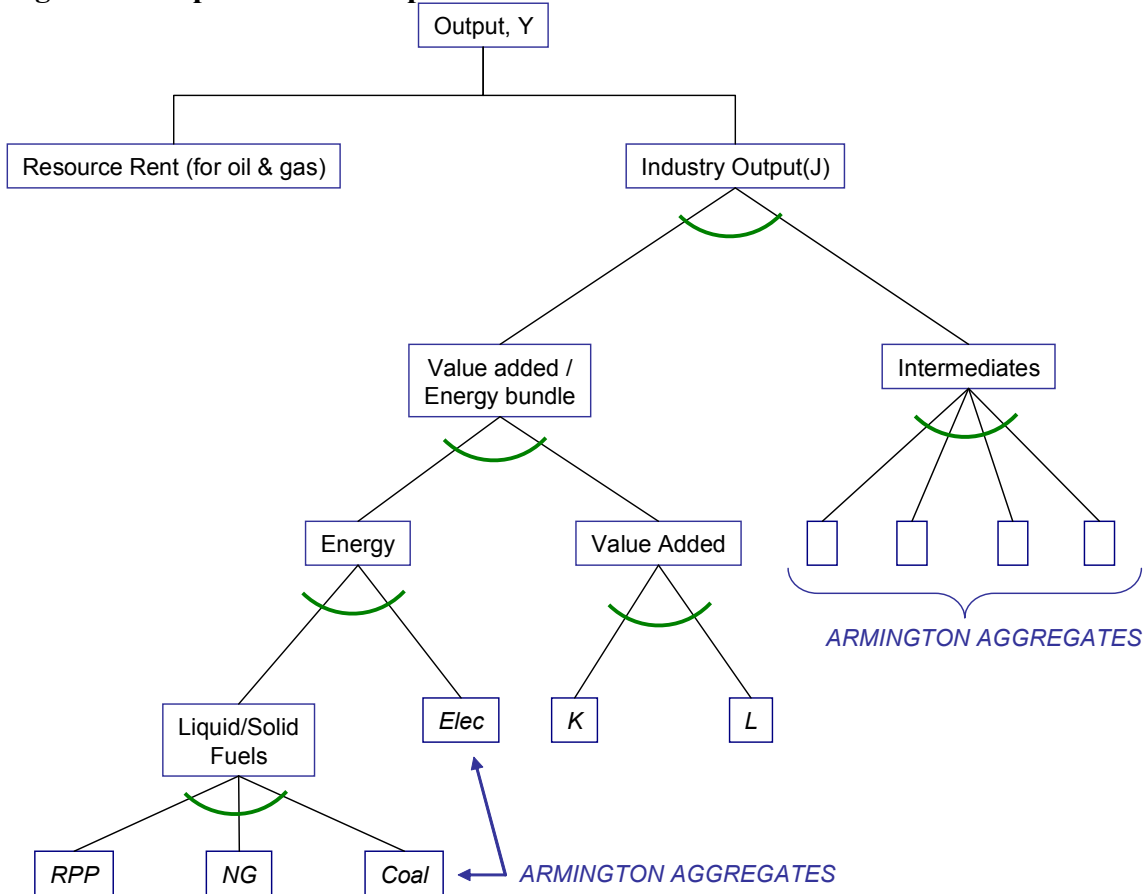 Output, Y
Resource Rent (for oil & gas)
Industry Output(J)
Value added /
Energy bundle
Intermediates
Energy
Value Added
ARMINGTON AGGREGATES
Liquid/Solid
Fuels
Elec
K
L
RPP
NG
Coal
ARMINGTON AGGREGATES